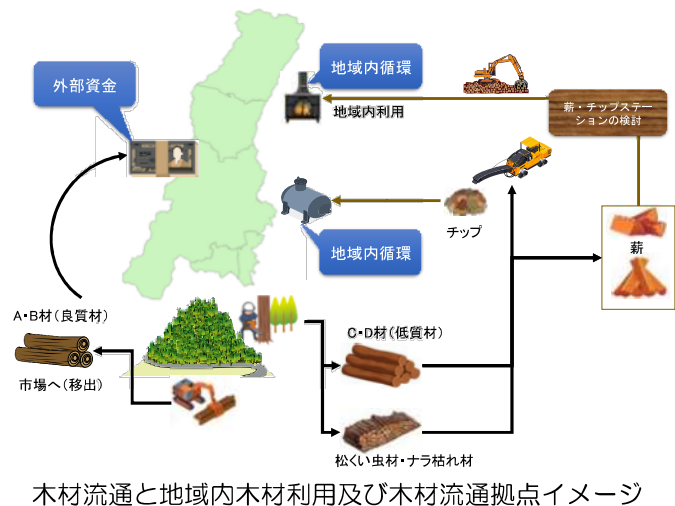 外部資金
地域内循環
地域内利用
薪・チップステー
ションの検討
チップ
地域内循環
薪
A・B材(良質材)
市場へ(移出)
C・D材(低質材)
松くい虫材・ナラ枯れ材
木材流通と地域内木材利用及び木材流通拠点イメージ